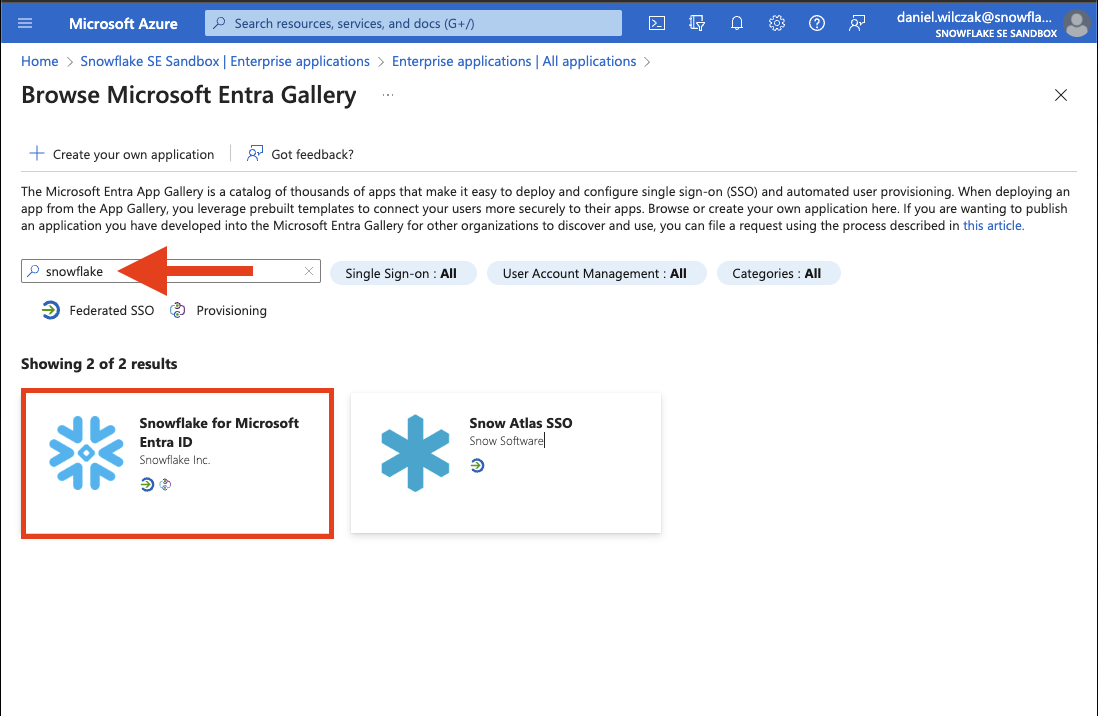 Microsoft Azure
Search resources, services, and docs (G+/)
daniel.wilczak@snowfla...
SNOWFLAKE SE SANDBOX
Home > Snowflake SE Sandbox | Enterprise applications > Enterprise applications | All applications >
Browse Microsoft Entra Gallery ...
+ Create your own application
Got feedback?
The Microsoft Entra App Gallery is a catalog of thousands of apps that make it easy to deploy and configure single sign-on (SSO) and automated user provisioning. When deploying an
app from the App Gallery, you leverage prebuilt templates to connect your users more securely to their apps. Browse or create your own application here. If you are wanting to publish
an application you have developed into the Microsoft Entra Gallery for other organizations to discover and use, you can file a request using the process described in this article.
snowflake
Single Sign-on : All
User Account Management : All
Categories : All
Federated SSO
Provisioning
Showing 2 of 2 results
Snowflake for Microsoft
Entra ID
Snowflake Inc.
Snow Atlas SSO
Snow Software